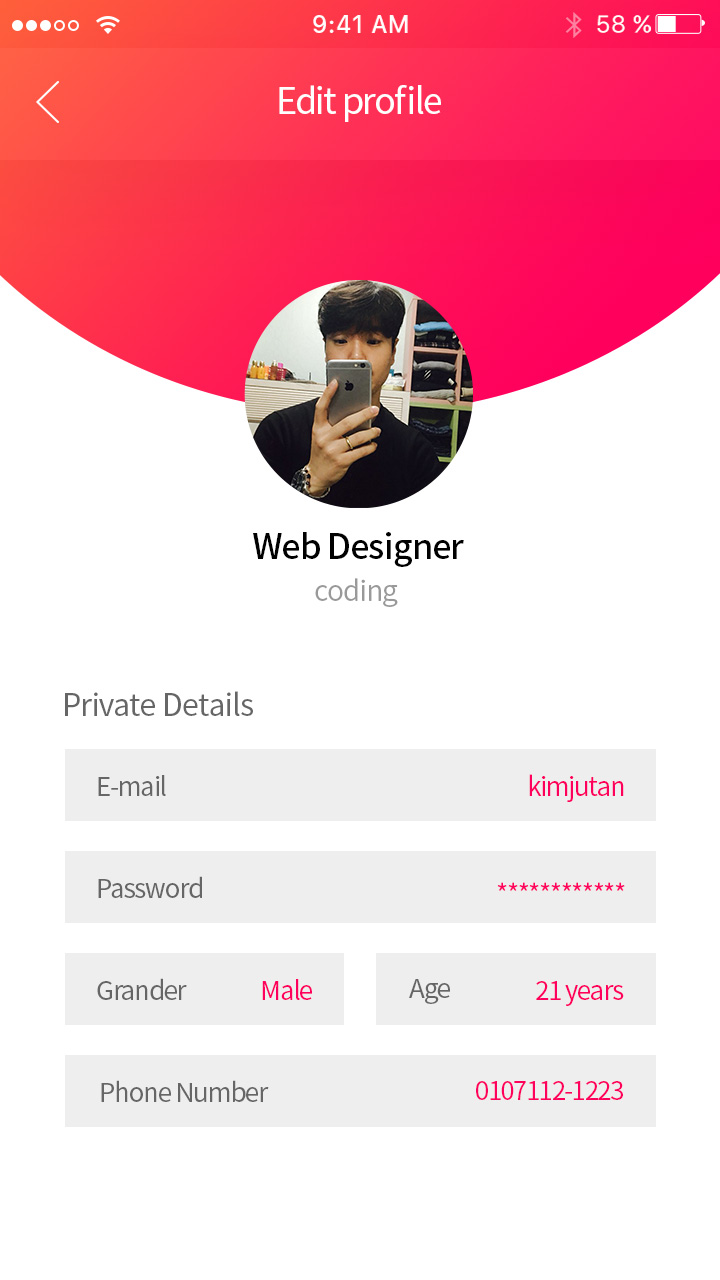 9:41 AM
58 %
Edit profile
Web Designer
coding
Private Details
E-mail kimjutan
Password ************
Grander Male Age 21 years
Phone Number 0107112-1223